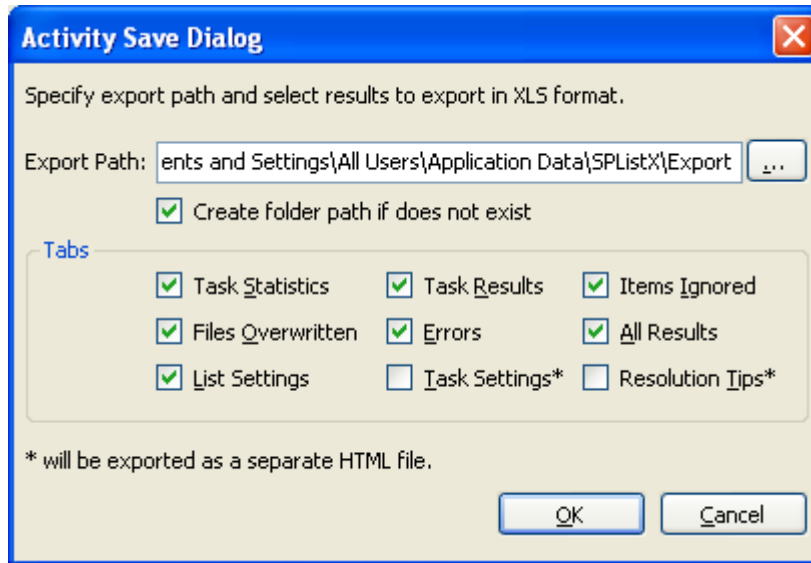 Activity Save Dialog
Specify export path and select results to export in XLS format.
Export Path: ents and Settings\All Users\Application Data\SPListX\Export ...
Create folder path if does not exist
Tabs
Task Statistics Task Results Items Ignored
Files Overwritten Errors All Results
List Settings Task Settings* Resolution Tips*
* will be exported as a separate HTML file.
OK Cancel